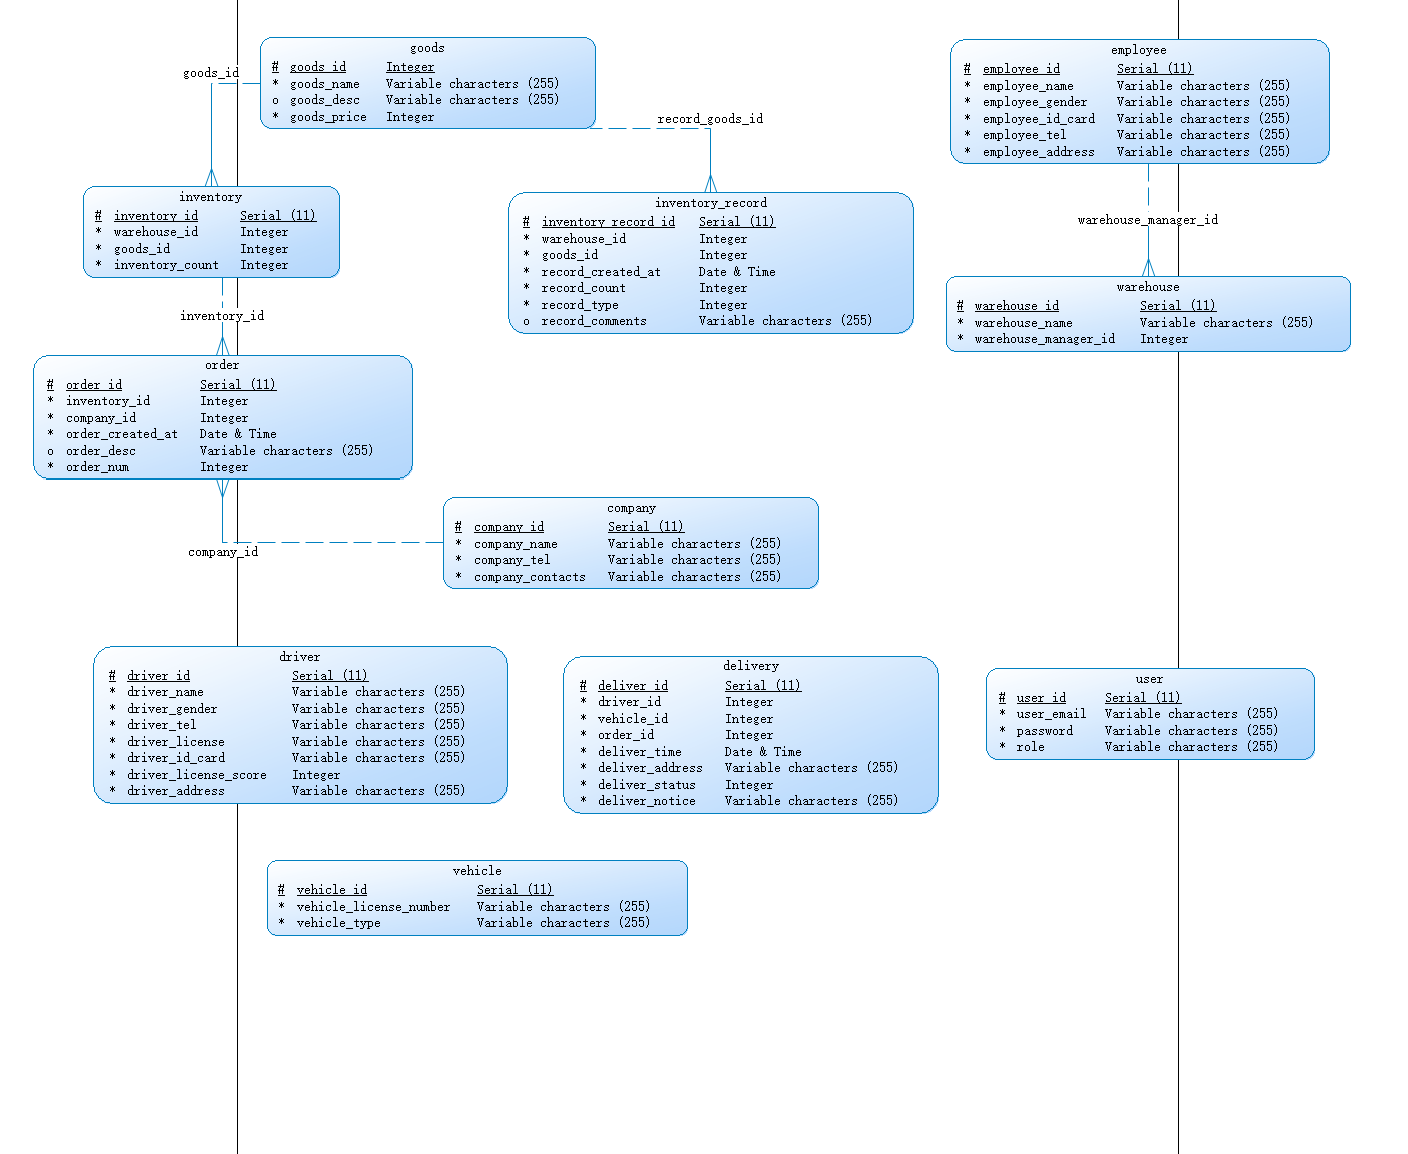 goods
# goods_id Integer
* goods_name Variable characters (255)
o goods_desc Variable characters (255)
* goods_price Integer
goods_id
record_goods_id
employee
# employee_id Serial (11)
* employee_name Variable characters (255)
* employee_gender Variable characters (255)
* employee_id_card Variable characters (255)
* employee_tel Variable characters (255)
* employee_address Variable characters (255)
inventory
# inventory_id Serial (11)
* warehouse_id Integer
* goods_id Integer
* inventory_count Integer
inventory_record
# inventory_record_id Serial (11)
* warehouse_id Integer
* goods_id Integer
* record_created_at Date & Time
* record_count Integer
* record_type Integer
o record_comments Variable characters (255)
warehouse_manager_id
warehouse
# warehouse_id Serial (11)
* warehouse_name Variable characters (255)
* warehouse_manager_id Integer
inventory_id
order
# order_id Serial (11)
* inventory_id Integer
* company_id Integer
* order_created_at Date & Time
o order_desc Variable characters (255)
* order_num Integer
company_id
company
# company_id Serial (11)
* company_name Variable characters (255)
* company_tel Variable characters (255)
* company_contacts Variable characters (255)
driver
# driver_id Serial (11)
* driver_name Variable characters (255)
* driver_gender Variable characters (255)
* driver_tel Variable characters (255)
* driver_license Variable characters (255)
* driver_id_card Variable characters (255)
* driver_license_score Integer
* driver_address Variable characters (255)
delivery
# deliver_id Serial (11)
* driver_id Integer
* vehicle_id Integer
* order_id Integer
* deliver_time Date & Time
* deliver_address Variable characters (255)
* deliver_status Integer
* deliver_notice Variable characters (255)
user
# user_id Serial (11)
* user_email Variable characters (255)
* password Variable characters (255)
* role Variable characters (255)
vehicle
# vehicle_id Serial (11)
* vehicle_license_number Variable characters (255)
* vehicle_type Variable characters (255)